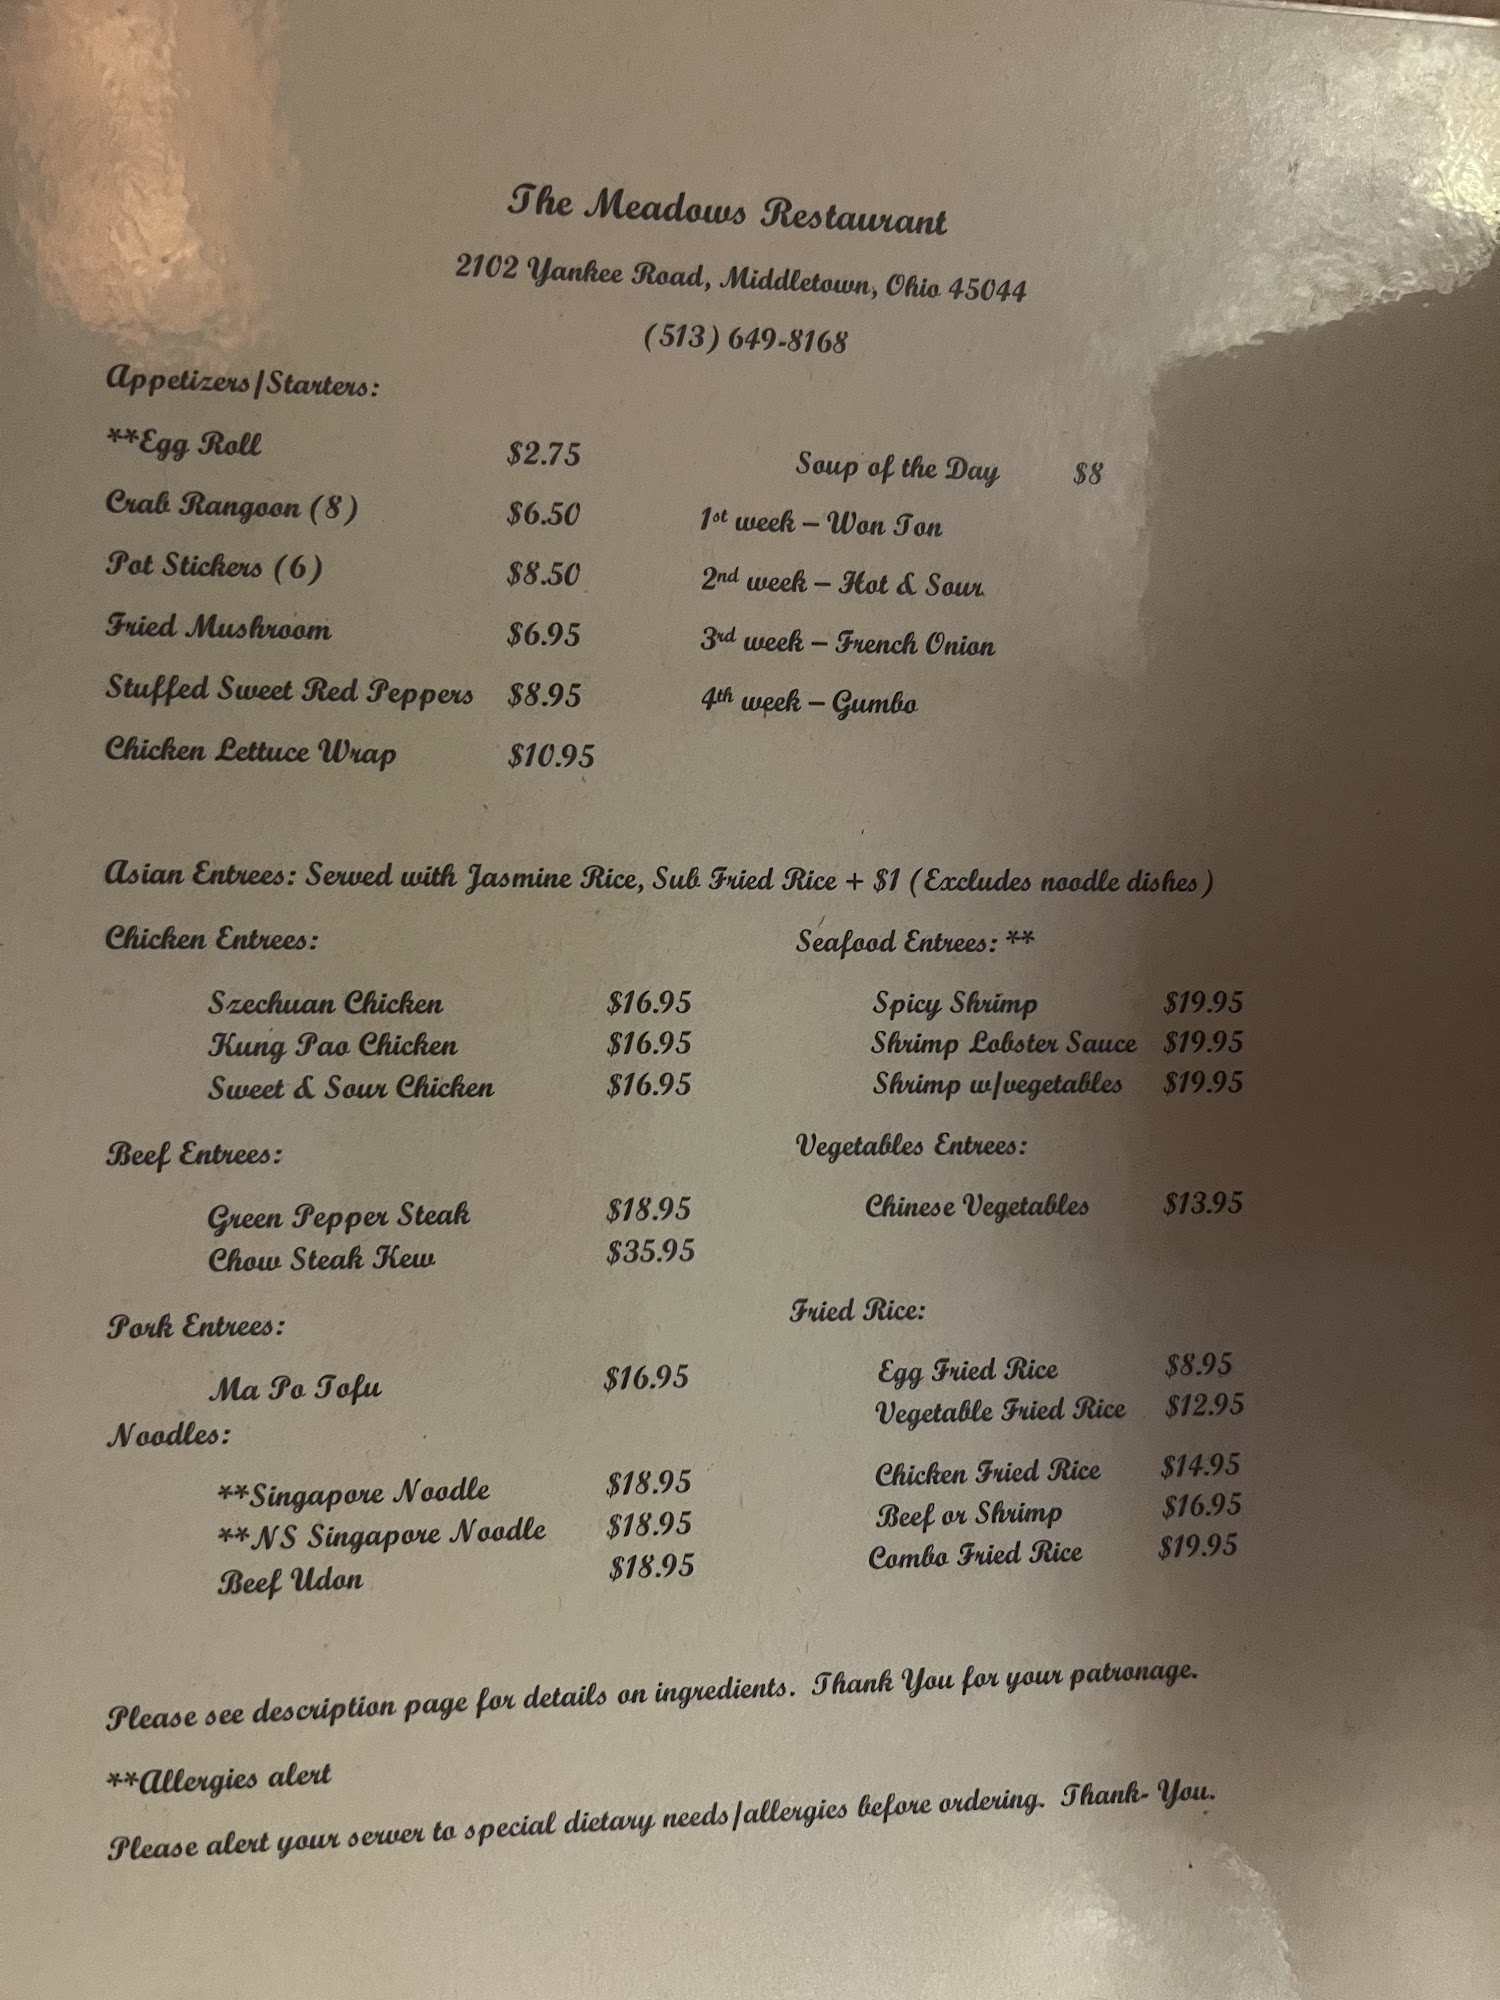 The Meadows Restaurant
2102 Yankee Road, Middletown, Ohio 45044
(513) 649-8168
Appetizers/Starters:
**Egg Roll $2.75
Crab Rangoon (8) $6.50
Pot Stickers (6) $8.50
Fried Mushroom $6.95
Stuffed Sweet Red Peppers $8.95
Chicken Lettuce Wrap $10.95
Soup of the Day $8
1st week – Won Ton
2nd week – Hot & Sour
3rd week – French Onion
4th week – Gumbo
Asian Entrees: Served with Jasmine Rice, Sub Fried Rice + $1 (Excludes noodle dishes)
Chicken Entrees:
Szechuan Chicken $16.95
Kung Pao Chicken $16.95
Sweet & Sour Chicken $16.95
Beef Entrees:
Green Pepper Steak $18.95
Chow Steak Kew $35.95
Pork Entrees:
Ma Po Tofu $16.95
Noodles:
**Singapore Noodle $18.95
**NS Singapore Noodle $18.95
Beef Udon $18.95
Seafood Entrees: **
Spicy Shrimp $19.95
Shrimp Lobster Sauce $19.95
Shrimp w/vegetables $19.95
Vegetables Entrees:
Chinese Vegetables $13.95
Fried Rice:
Egg Fried Rice $8.95
Vegetable Fried Rice $12.95
Chicken Fried Rice $14.95
Beef or Shrimp $16.95
Combo Fried Rice $19.95
Please see description page for details on ingredients. Thank You for your patronage.
**Allergies alert
Please alert your server to special dietary needs/allergies before ordering. Thank- You.